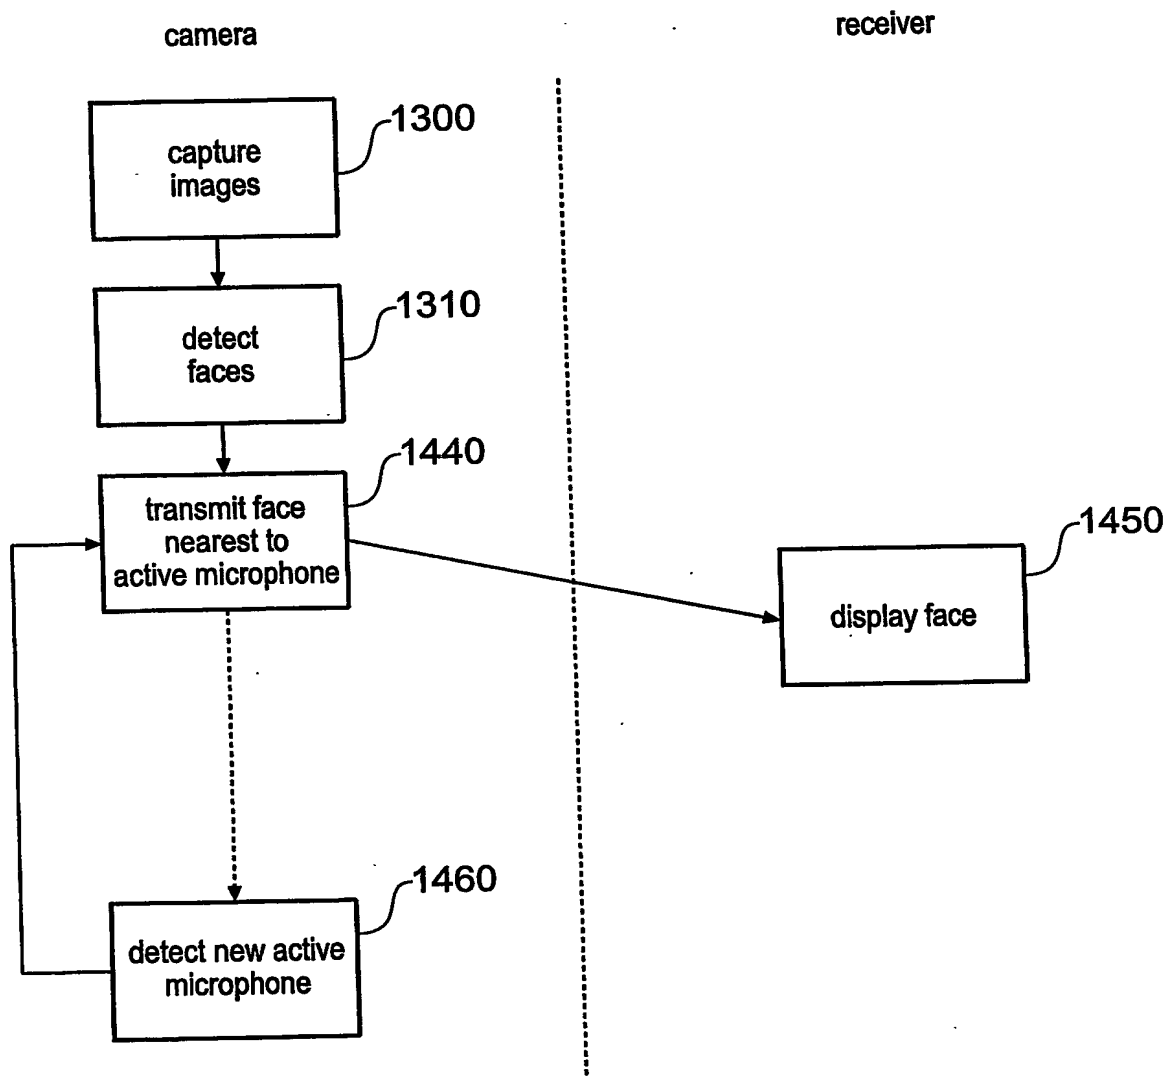 camera
receiver
1300
capture
images
1310
detect
faces
1440
transmit face
nearest to
active microphone
1450
display face
1460
detect new active
microphone